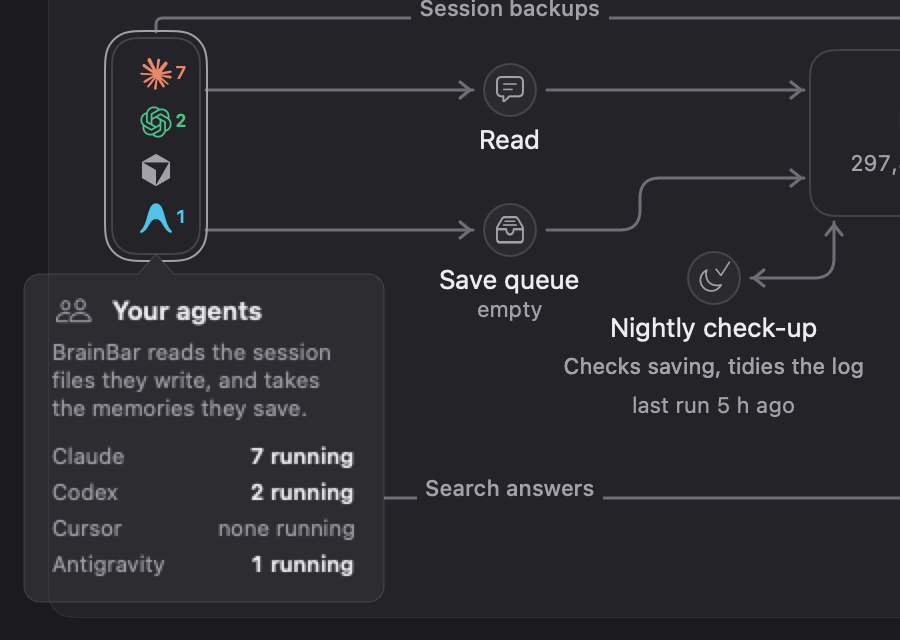 Session backups
7
2
1
Read
297,
Save queue
empty
Nightly check-up
Checks saving, tidies the log
last run 5 h ago
Your agents
BrainBar reads the session
files they write, and takes
the memories they save.
Claude 7 running
Codex 2 running
Cursor none running
Antigravity 1 running
Search answers